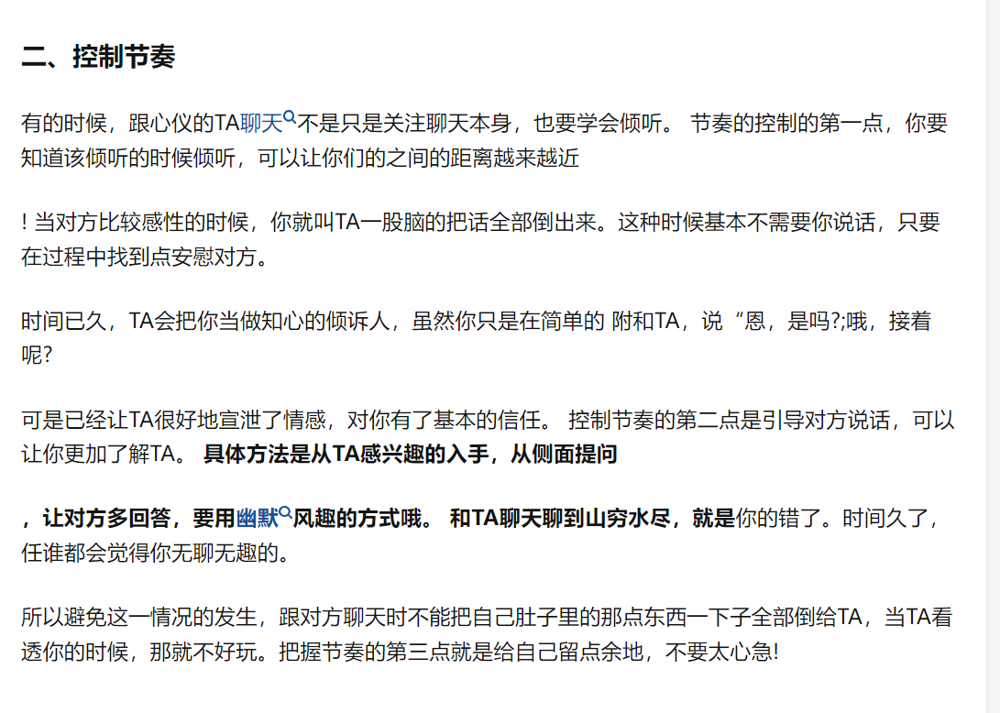 二、控制节奏
有的时候，跟心仪的TA聊天不是只是关注聊天本身，也要学会倾听。 节奏的控制的第一点，你要
知道该倾听的时候倾听，可以让你们的之间的距离越来越近
! 当对方比较感性的时候，你就叫TA一股脑的把话全部倒出来。这种时候基本不需要你说话，只要
在过程中找到点安慰对方。
时间已久，TA会把你当做知心的倾诉人，虽然你只是在简单的 附和TA，说“恩，是吗?;哦，接着
呢?
可是已经让TA很好地宣泄了情感，对你有了基本的信任。 控制节奏的第二点是引导对方说话，可以
让你更加了解TA。 具体方法是从TA感兴趣的入手，从侧面提问
，让对方多回答，要用幽默风趣的方式哦。 和TA聊天聊到山穷水尽，就是你的错了。时间久了，
任谁都会觉得你无聊无趣的。
所以避免这一情况的发生，跟对方聊天时不能把自己肚子里的那点东西一下子全部倒给TA，当TA看
透你的时候，那就不好玩。把握节奏的第三点就是给自己留点余地，不要太心急!